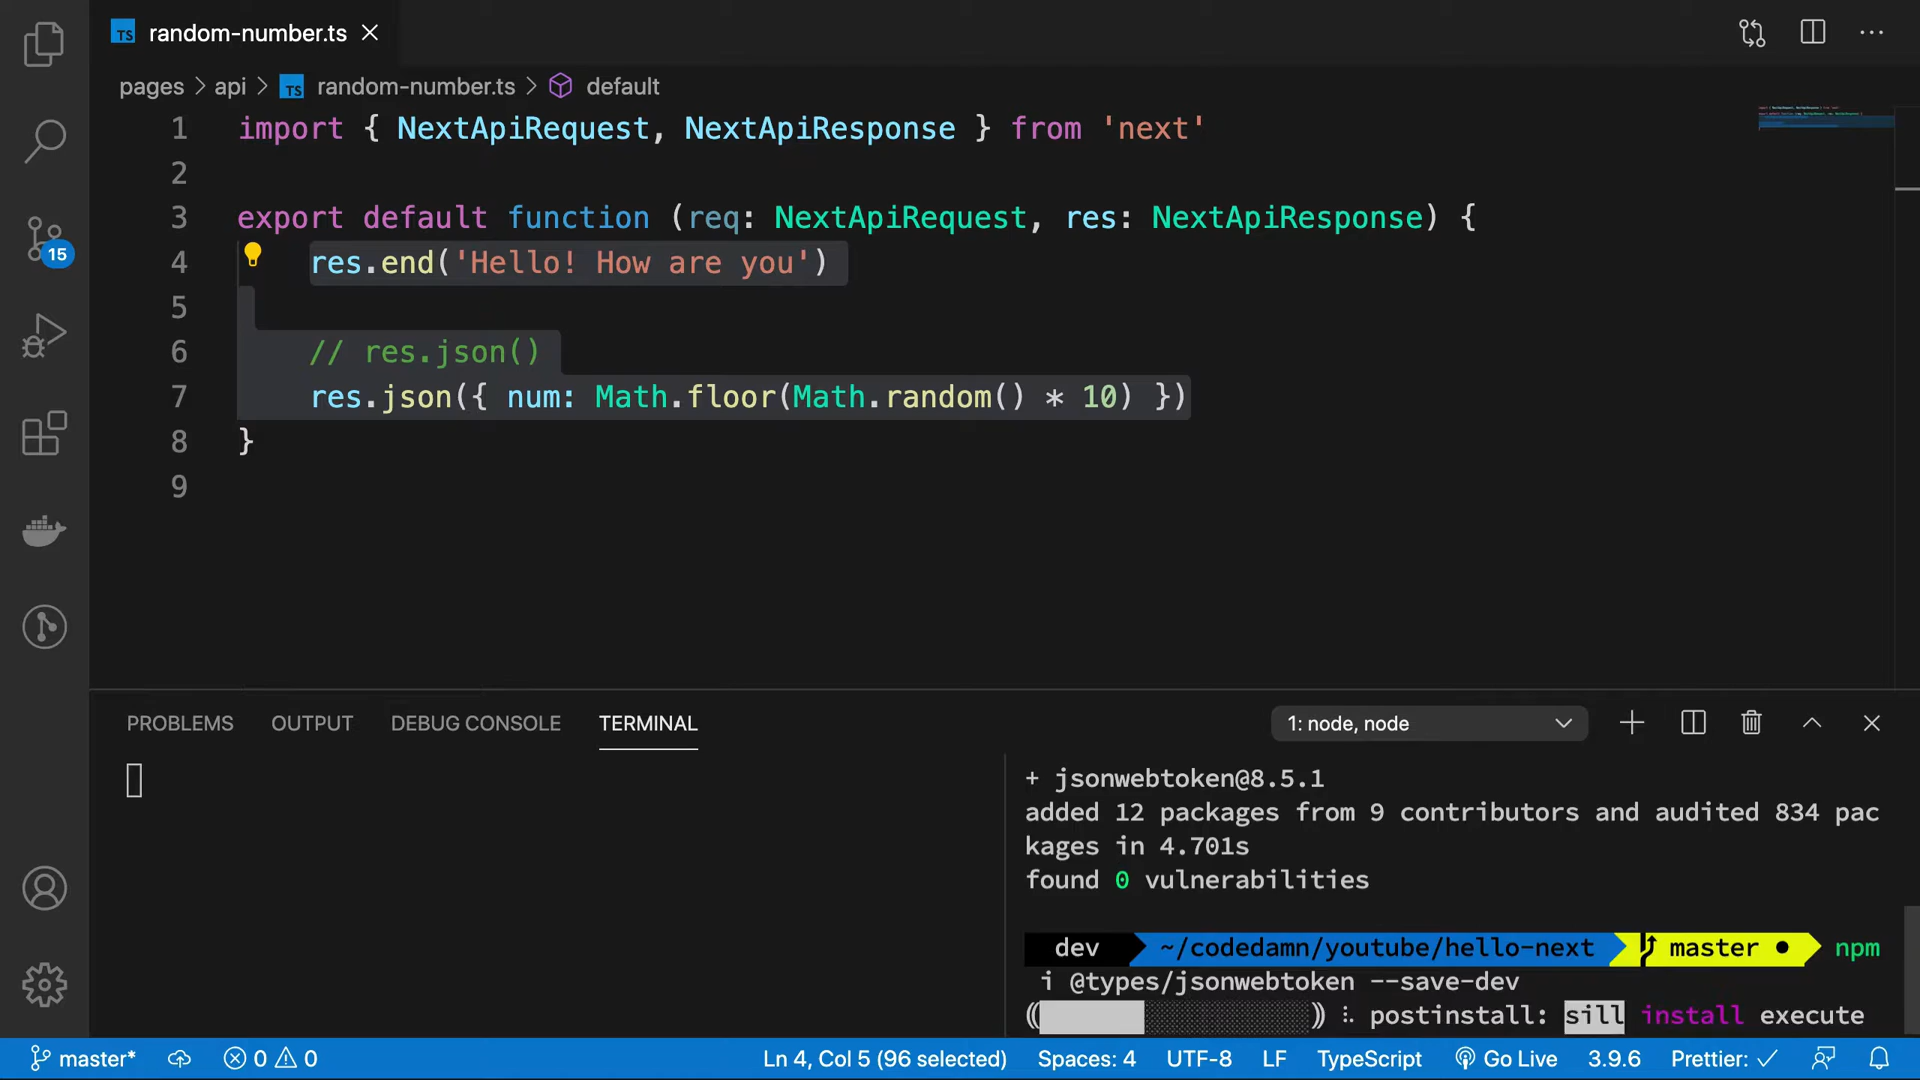 TS random-number.ts
pages > api > TS random-number.ts > default
1 import { NextApiRequest, NextApiResponse } from 'next'
2
3 export default function (req: NextApiRequest, res: NextApiResponse) {
4 res.end('Hello! How are you')
5
6 // res.json()
7 res.json({ num: Math.floor(Math.random() * 10) })
8 }
9
15
PROBLEMS OUTPUT DEBUG CONSOLE TERMINAL 1: node, node
+ jsonwebtoken@8.5.1
added 12 packages from 9 contributors and audited 834 pac
kages in 4.701s
found 0 vulnerabilities
dev ~/codedamn/youtube/hello-next master ● npm
i @types/jsonwebtoken --save-dev
postinstall: sill install execute
master* 0 0 Ln 4, Col 5 (96 selected) Spaces: 4 UTF-8 LF TypeScript Go Live 3.9.6 Prettier: ✓